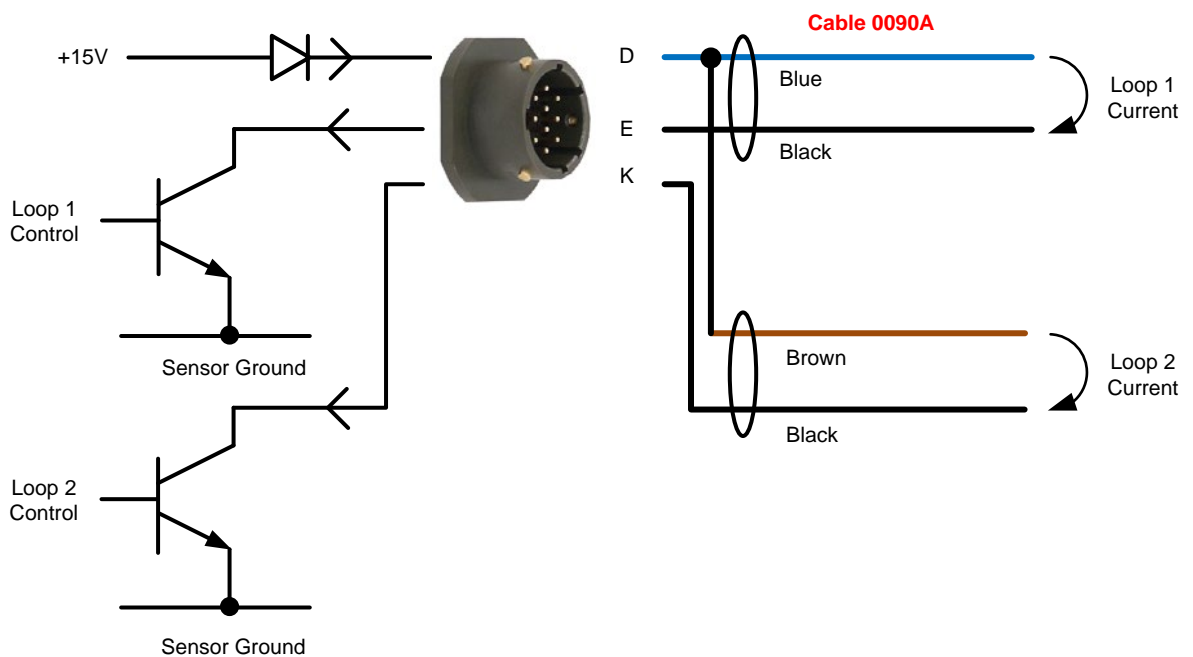 Cable 0090A
+15V
D
Blue
Loop 1
Current
E
Black
K
Loop 1
Control
Sensor Ground
Brown
Loop 2
Current
Black
Loop 2
Control
Sensor Ground